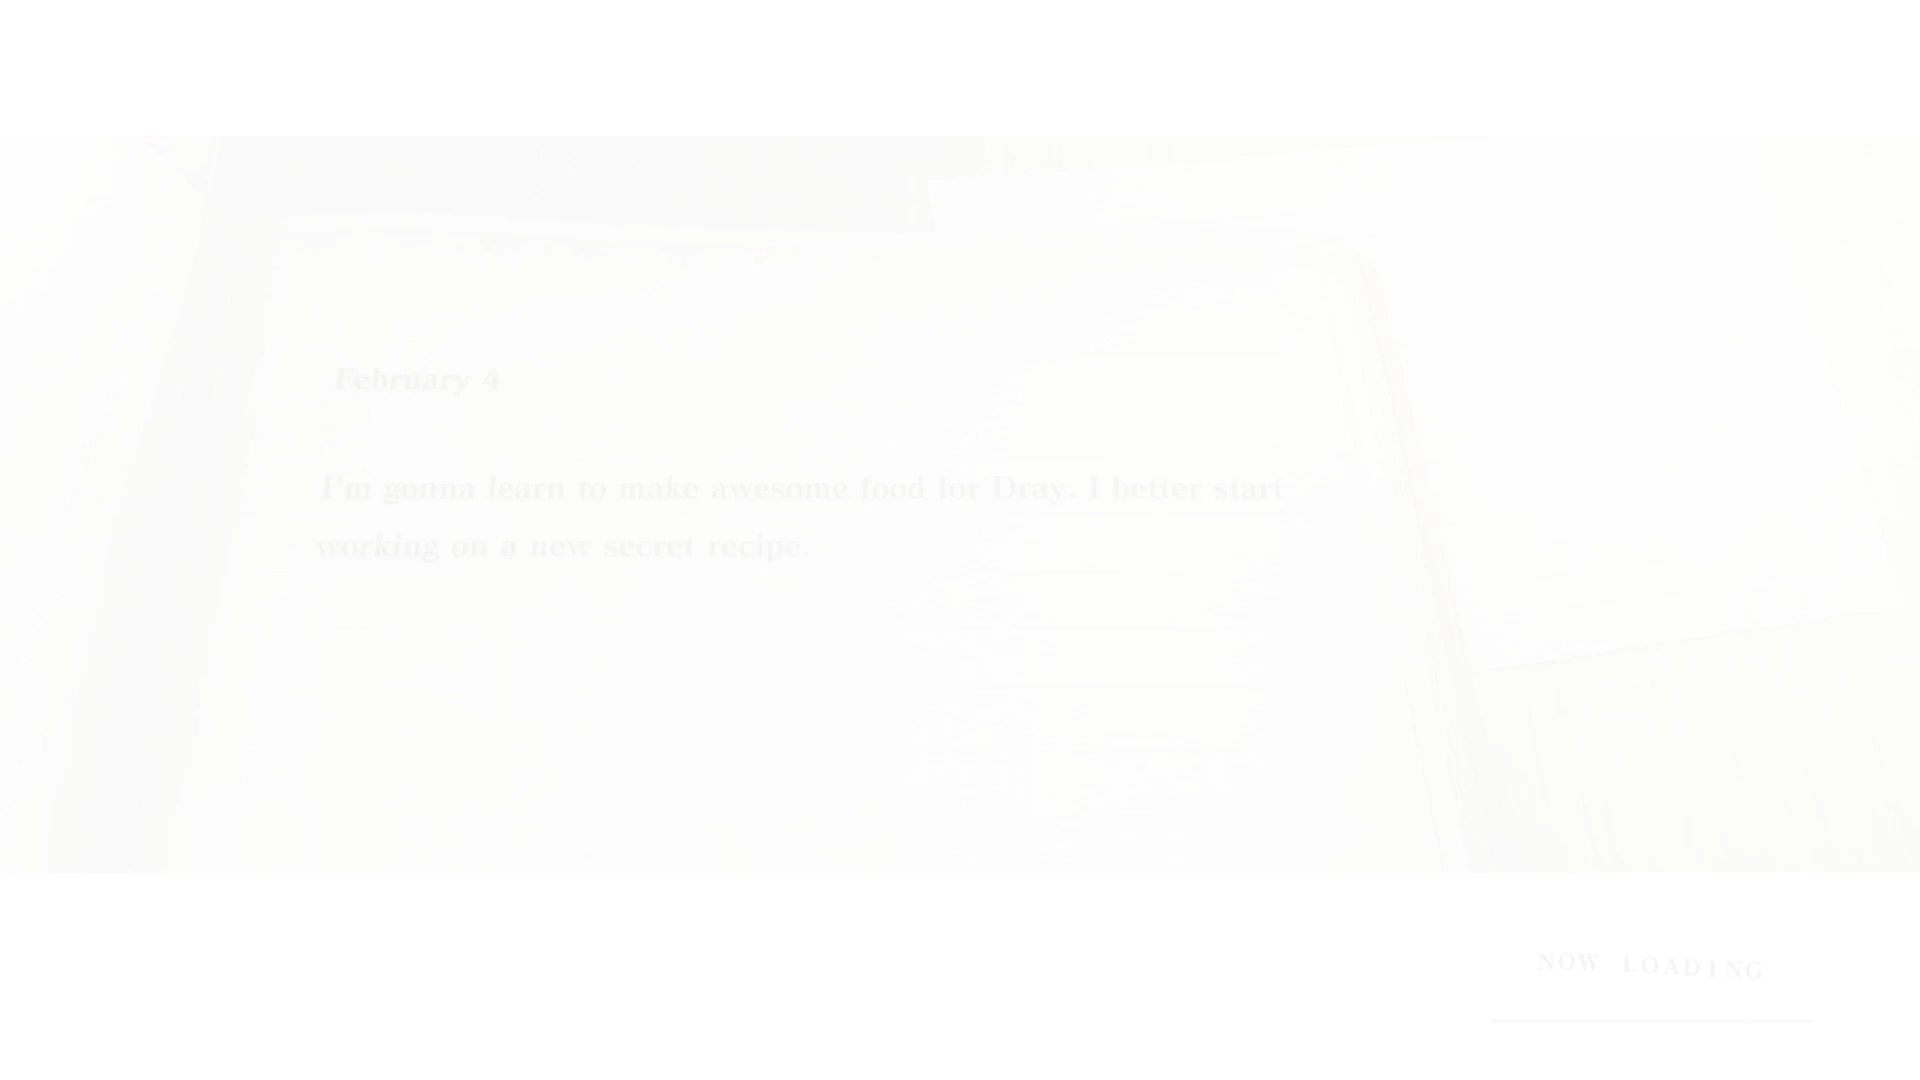 February 4
I'm gonna learn to make awesome food for Dray. I better start
working on a new secret recipe.
NOW LOADING